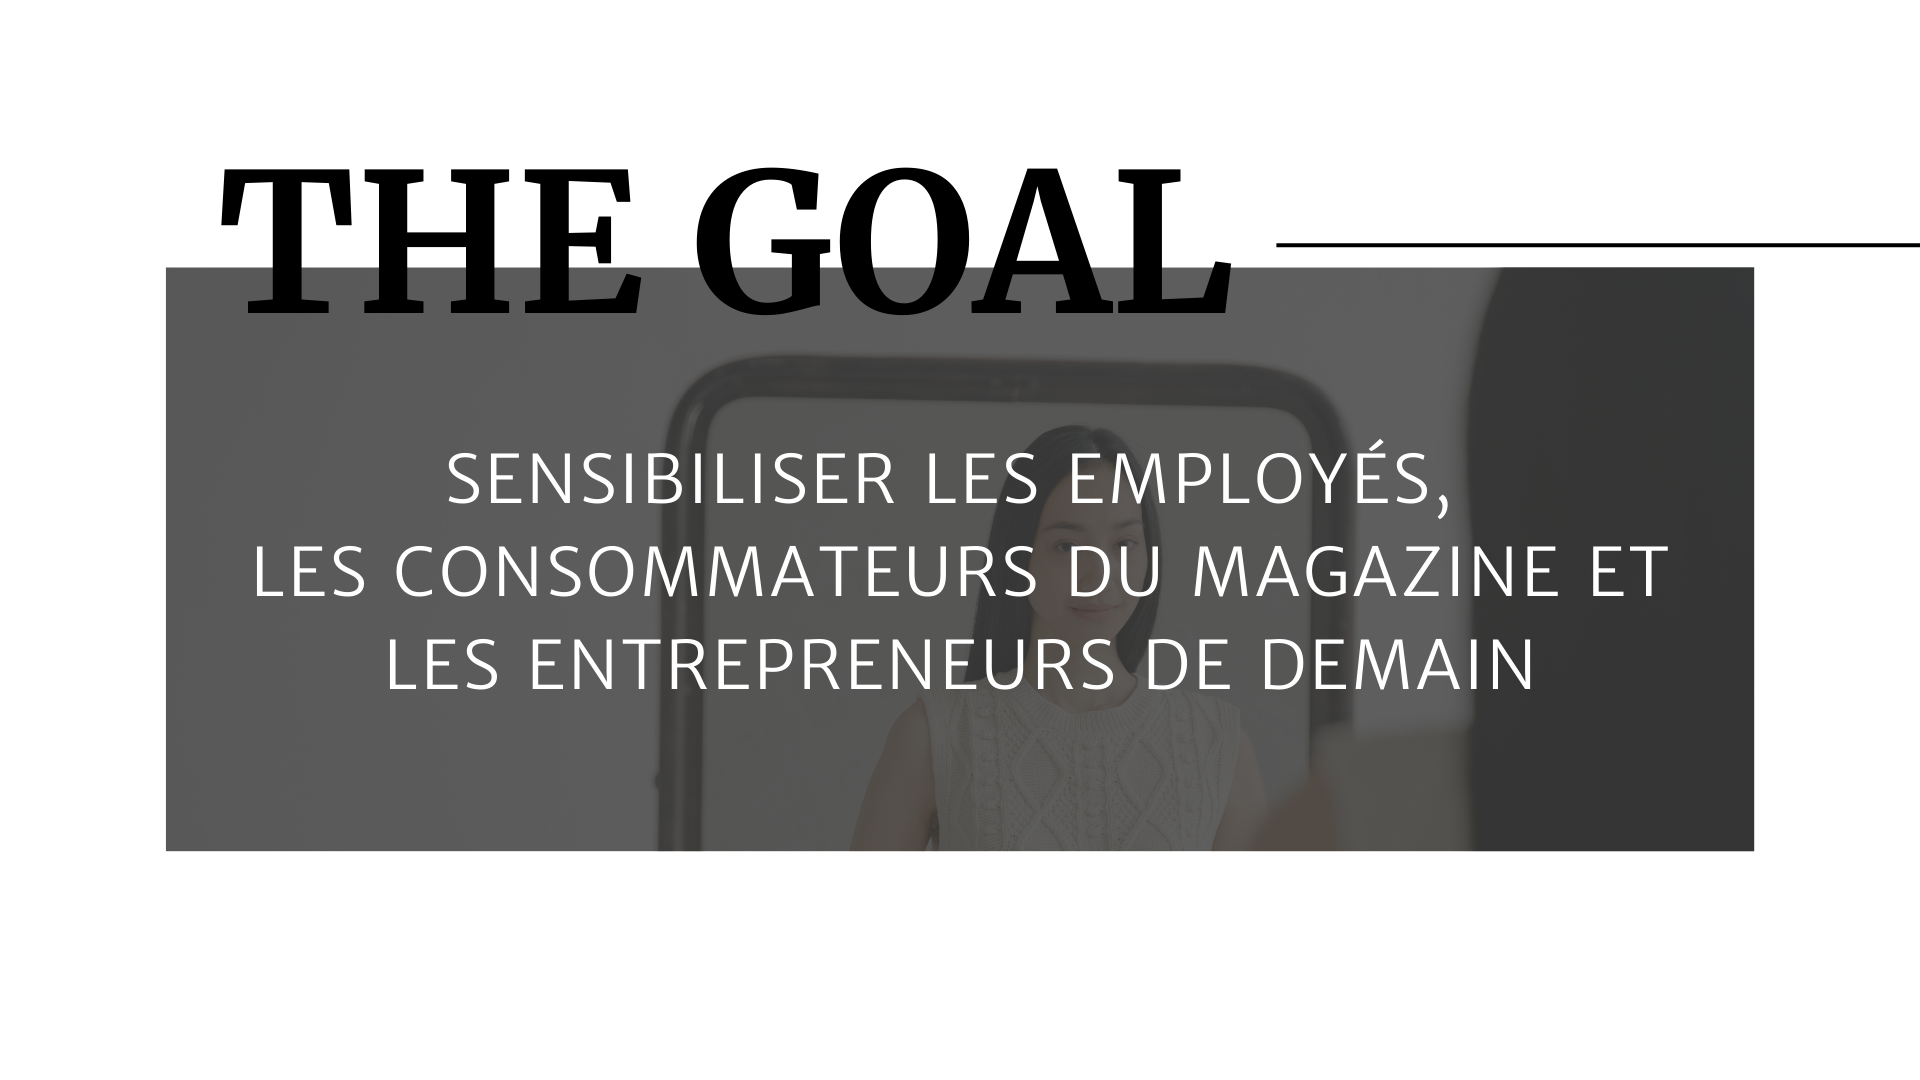 THE GOAL
SENSIBILISER LES EMPLOYÉS,
LES CONSOMMATEURS DU MAGAZINE ET
LES ENTREPRENEURS DE DEMAIN